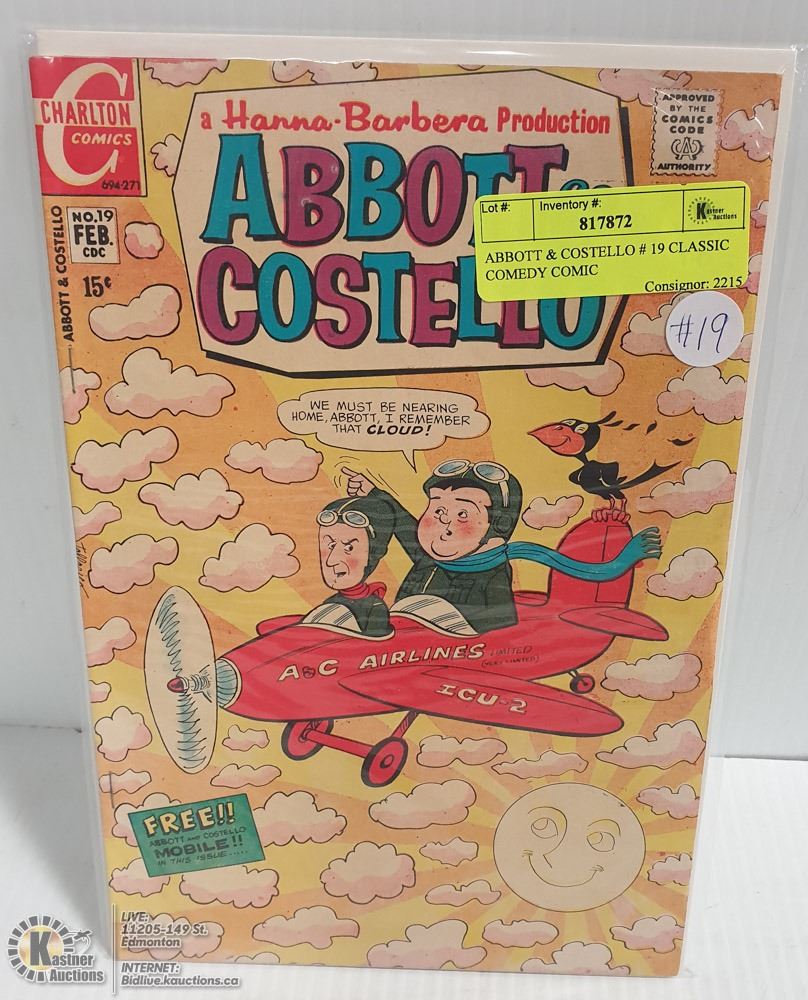 CHARLTON
COMICS
694-271
NO.19
FEB.
CDC
15¢
ABBOTT & COSTELLO
a Hanna-Barbera Production
ABBOTT
COSTELLO
APPROVED
BY THE
COMICS
CODE
CA
AUTHORITY
Lot #:
Inventory #:
817872
Kastner
Auctions
ABBOTT & COSTELLO # 19 CLASSIC
COMEDY COMIC
Consignor: 2215
#19
WE MUST BE NEARING
HOME, ABBOTT, I REMEMBER
THAT CLOUD!
A & C AIRLINES LIMITED
(VERY LIMITED)
ICU-2
FREE!!
ABBOTT AND COSTELLO
MOBILE!!
IN THIS ISSUE.....
LIVE:
11205-149 St.
Edmonton
INTERNET:
Bidlive.kauctions.ca
Kastner
Auctions